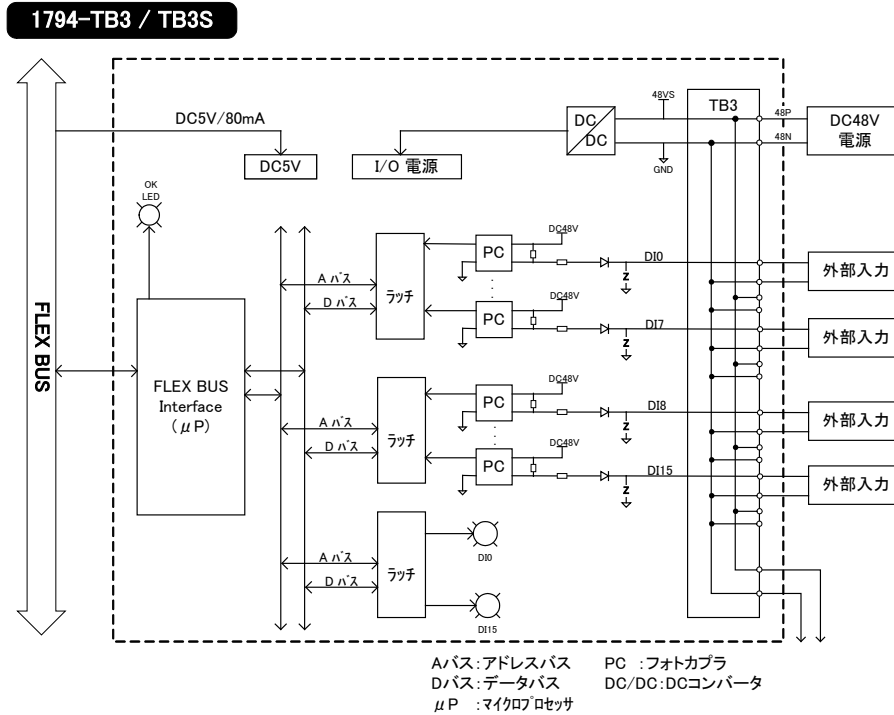 1794-TB3 / TB3S
DC5V/80mA
DC5V
I/O 電源
DC
DC
48VS
GND
TB3
48P
48N
DC48V
電源
OK
LED
FLEX BUS
FLEX BUS
Interface
(μP)
A バス
D バス
ラッチ
PC
DC48V
DI0
Z
外部入力
PC
DC48V
DI7
Z
外部入力
A バス
D バス
ラッチ
PC
DC48V
DI8
Z
外部入力
PC
DC48V
DI15
Z
外部入力
A バス
D バス
ラッチ
DI0
DI15
Aバス:アドレスバス PC :フォトカプラ
Dバス:データバス DC/DC:DCコンバータ
μP :マイクロプロセッサ